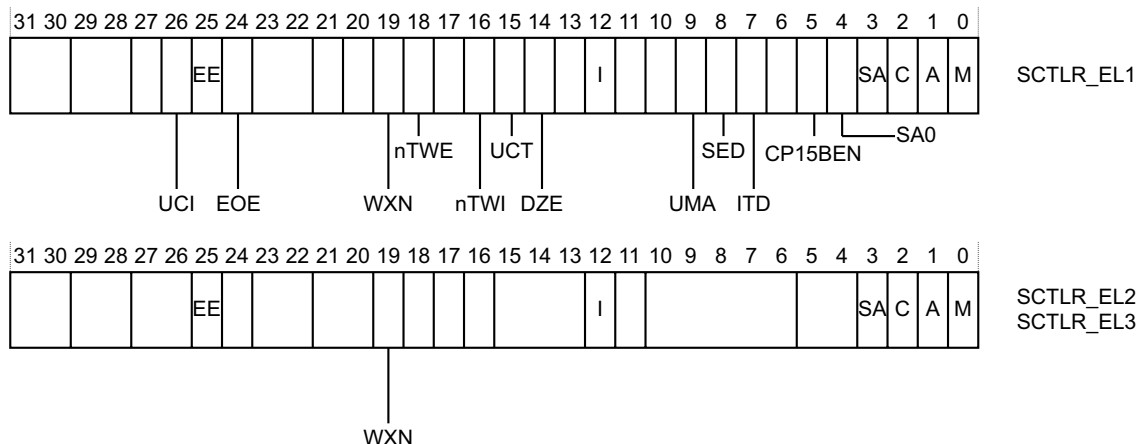 31 30 29 28 27 26 25 24 23 22 21 20 19 18 17 16 15 14 13 12 11 10 9 8 7 6 5 4 3 2 1 0
EE I SA C A M SCTLR_EL1
nTWE UCT SED CP15BEN SA0
UCI EOE WXN nTWI DZE UMA ITD
31 30 29 28 27 26 25 24 23 22 21 20 19 18 17 16 15 14 13 12 11 10 9 8 7 6 5 4 3 2 1 0
EE I SA C A M SCTLR_EL2
SCTLR_EL3
WXN